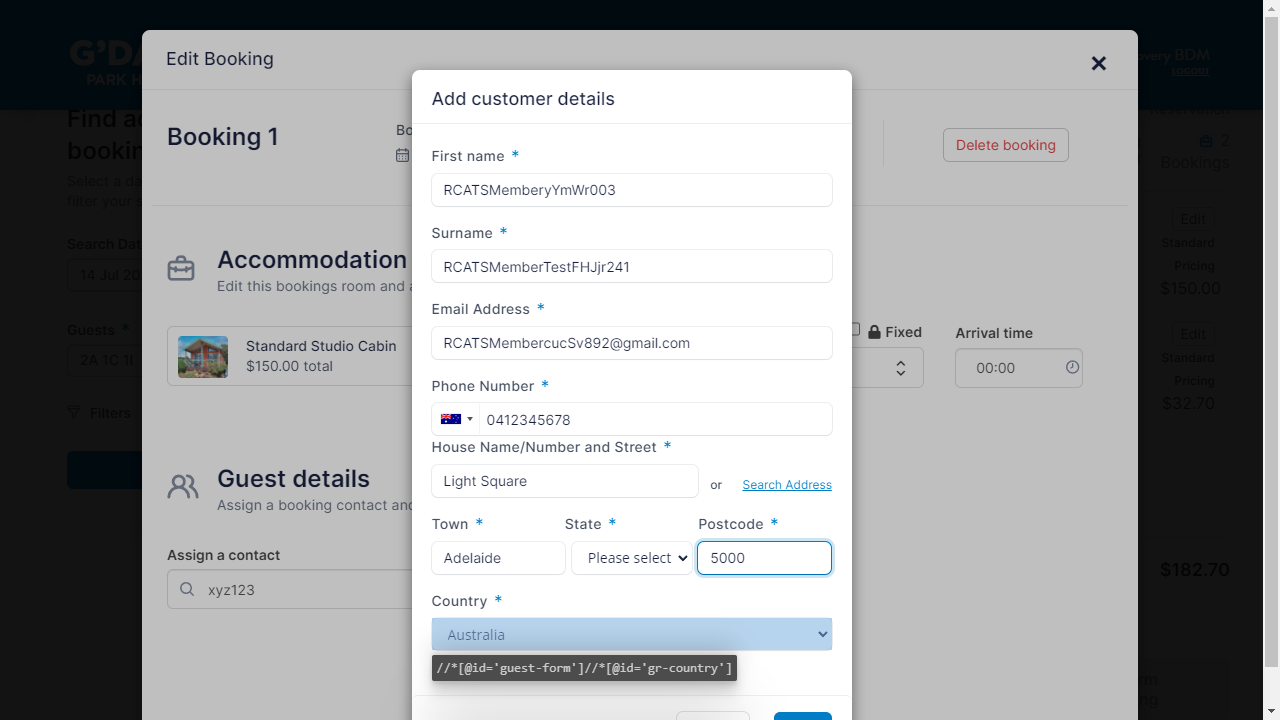 G'DA
PARK H
BDM
LOGOUT
Edit Booking
Booking 1
Bo
Delete booking
Add customer details
First name *
RCATSMemberyYmWr003
Surname *
RCATSMemberTestFHJjr241
Email Address *
RCATSMembercucSv892@gmail.com
Phone Number *
0412345678
House Name/Number and Street *
Light Square
or
Search Address
Town *
State *
Postcode *
Adelaide
Please select
5000
Country *
Australia
//*[@id='guest-form']//*[@id='gr-country']
Accommodation
Edit this bookings room and
Standard Studio Cabin
$150.00 total
Fixed
Arrival time
00:00
Guest details
Assign a booking contact and
Assign a contact
xyz123
Find
bookin
Select a da
filter your s
Search Dat
14 Jul 20
Guests *
2A 1C 1I
Filters
2
Bookings
Edit
Standard
Pricing
$150.00
Edit
Standard
Pricing
$32.70
$182.70